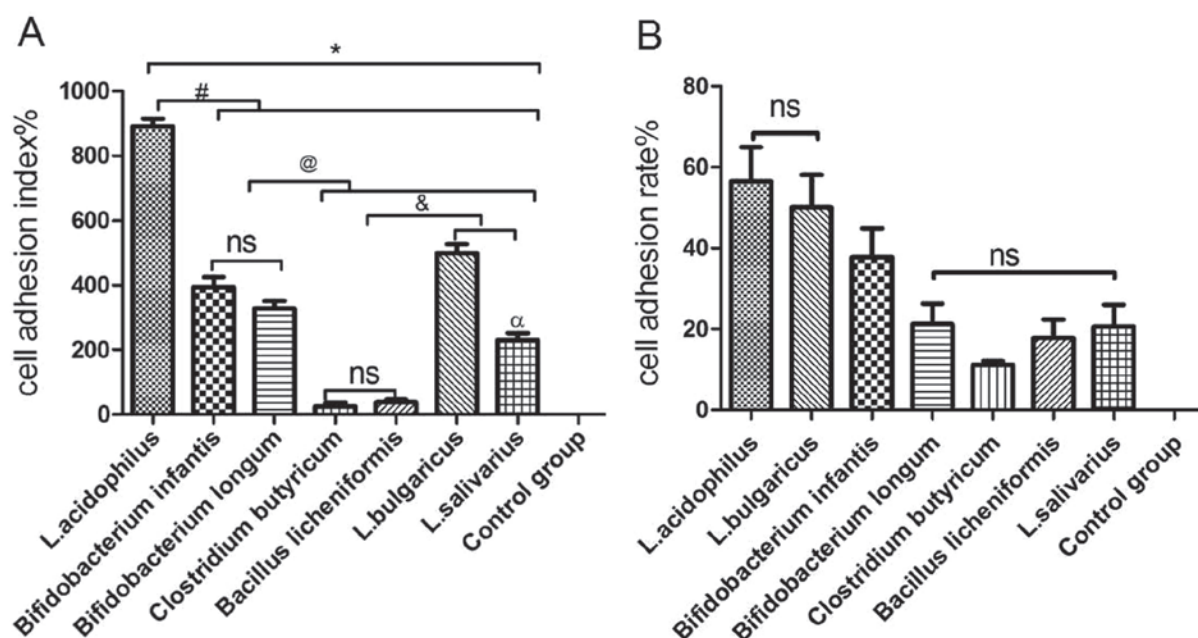 A
cell adhesion index%
1000
800
600
400
200
0
*
#
@
&
ns
ns
α
L.acidophilus
Bifidobacterium infantis
Bifidobacterium longum
Clostridium butyricum
Bacillus licheniformis
L.bulgaricus
L.salivarius
Control group
B
cell adhesion rate%
80
60
40
20
0
ns
ns
L.acidophilus
L.bulgaricus
Bifidobacterium infantis
Bifidobacterium longum
Clostridium butyricum
Bacillus licheniformis
L.salivarius
Control group